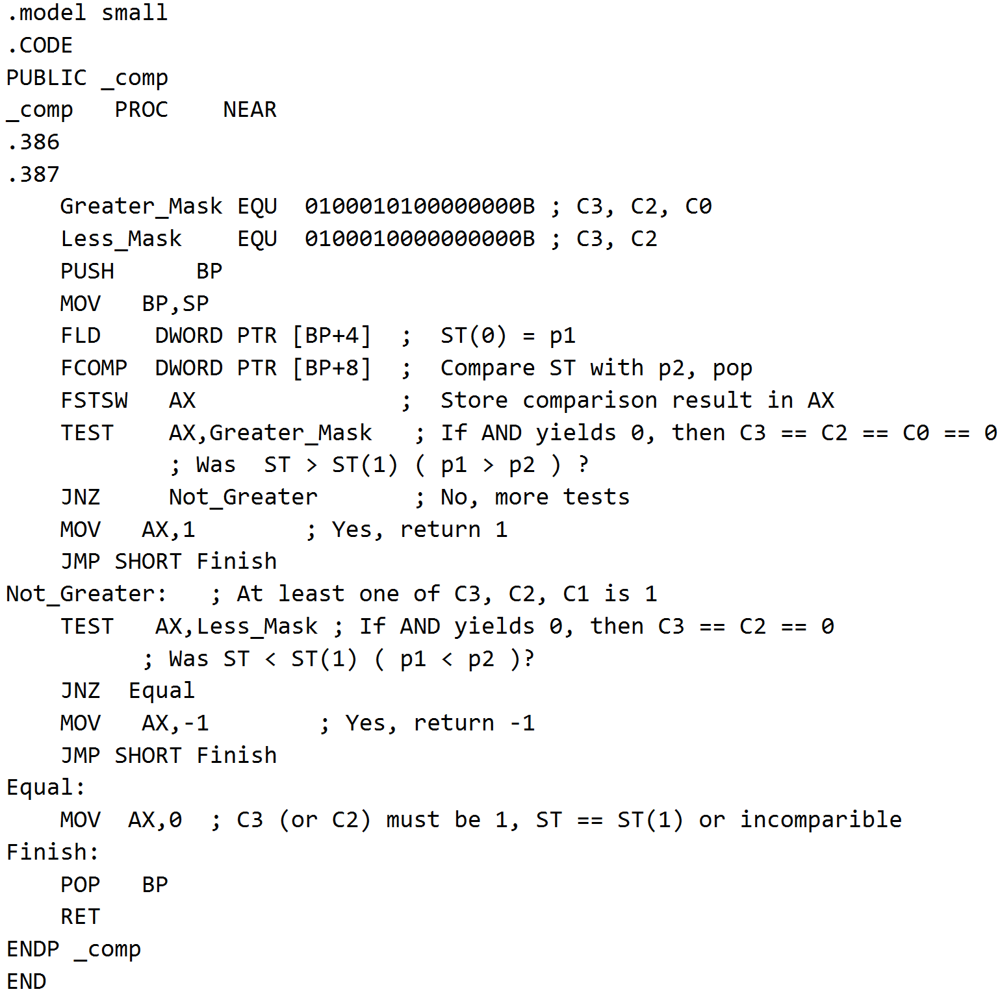 .model small
.CODE
PUBLIC _comp
_comp   PROC    NEAR
.386
.387
    Greater_Mask EQU  0100010100000000B ; C3, C2, C0
    Less_Mask    EQU  0100010000000000B ; C3, C2
    PUSH      BP
    MOV   BP,SP
    FLD    DWORD PTR [BP+4]  ;  ST(0) = p1
    FCOMP  DWORD PTR [BP+8]  ;  Compare ST with p2, pop
    FSTSW   AX               ;  Store comparison result in AX
    TEST    AX,Greater_Mask   ; If AND yields 0, then C3 == C2 == C0 == 0
            ; Was  ST > ST(1) ( p1 > p2 ) ?
    JNZ     Not_Greater       ; No, more tests
    MOV   AX,1        ; Yes, return 1
    JMP SHORT Finish
Not_Greater:   ; At least one of C3, C2, C1 is 1
    TEST   AX,Less_Mask ; If AND yields 0, then C3 == C2 == 0
          ; Was ST < ST(1) ( p1 < p2 )?
    JNZ  Equal
    MOV   AX,-1        ; Yes, return -1
    JMP SHORT Finish
Equal:
    MOV  AX,0  ; C3 (or C2) must be 1, ST == ST(1) or incomparible
Finish:
    POP   BP
    RET
ENDP _comp
END